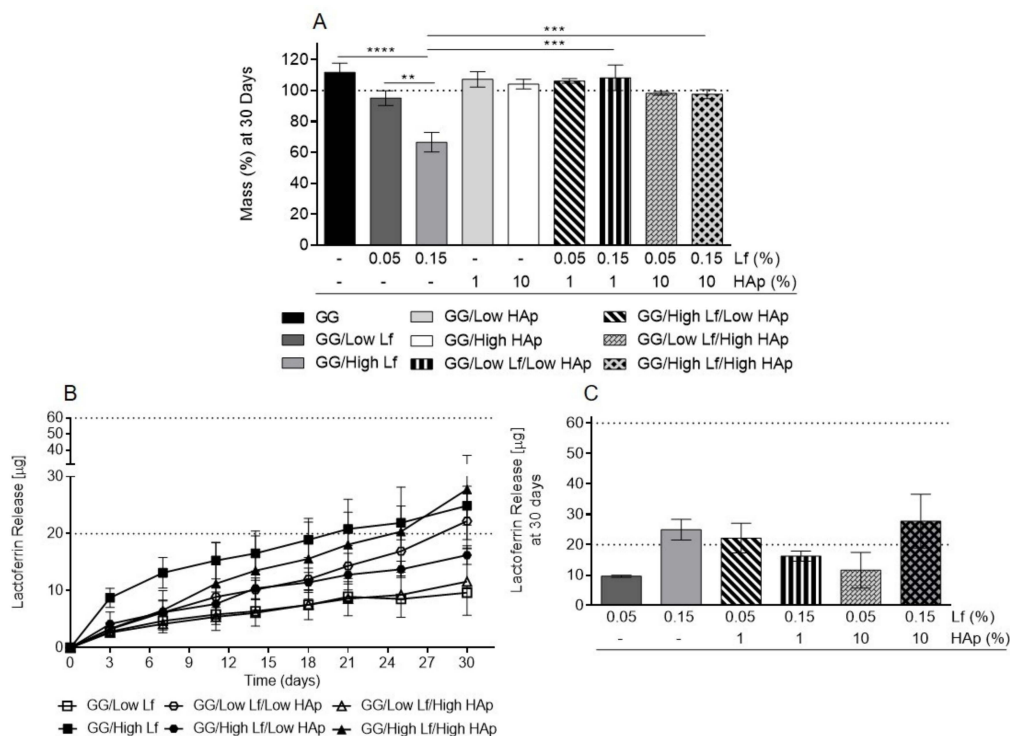 A
***
****
***
**
Mass (%) at 30 Days
120
100
80
60
40
20
0
- 0.05 0.15 - - 0.05 0.15 0.05 0.15 Lf (%)
- - - 1 10 1 1 10 10 HAp (%)
GG GG/Low HAp GG/High Lf/Low HAp
GG/Low Lf GG/High HAp GG/Low Lf/High HAp
GG/High Lf GG/Low Lf/Low HAp GG/High Lf/High HAp
B
Lactoferrin Release [µg]
60
50
40
30
20
10
0
0 3 6 9 12 15 18 21 24 27 30
Time (days)
GG/Low Lf GG/Low Lf/Low HAp GG/Low Lf/High HAp
GG/High Lf GG/High Lf/Low HAp GG/High Lf/High HAp
C
Lactoferrin Release [µg]
at 30 days
60
50
40
30
20
10
0
0.05 0.15 0.05 0.15 0.05 0.15 Lf (%)
- - 1 1 10 10 HAp (%)